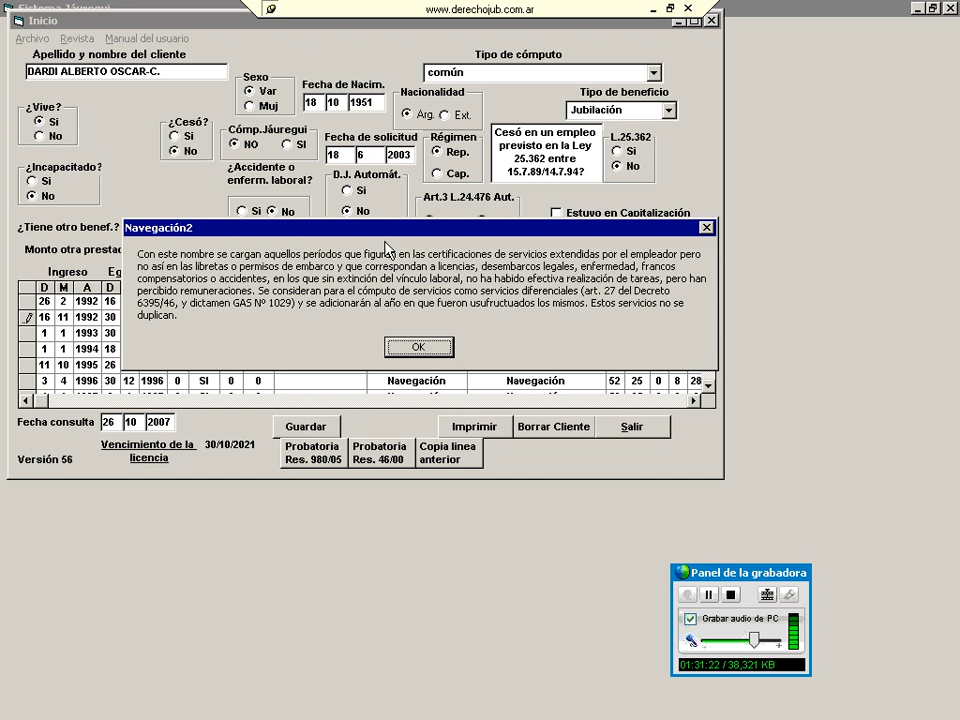 Sistema Jáuregui
www.derechojub.com.ar
Inicio
Archivo Revista Manual del usuario
Apellido y nombre del cliente
DARDI ALBERTO OSCAR-C.
Sexo
Var
Muj
Fecha de Nacim.
18 10 1951
Tipo de cómputo
común
Nacionalidad
Arg. Ext.
Tipo de beneficio
Jubilación
¿Vive?
Si
No
¿Cesó?
Si
No
Cómp.Jáuregui
NO SI
Fecha de solicitud
18 6 2003
Régimen
Rep.
Cap.
Cesó en un empleo
previsto en la Ley
25.362 entre
15.7.89/14.7.94?
L.25.362
Si
No
¿Incapacitado?
Si
No
¿Accidente o
enferm. laboral?
Si No
D.J. Automát.
Si
No
Art.3 L.24.476 Aut.
Estuvo en Capitalización
¿Tiene otro benef.?
Monto otra prestac
Navegación2
Con este nombre se cargan aquellos períodos que figuran en las certificaciones de servicios extendidas por el empleador pero
no así en las libretas o permisos de embarco y que correspondan a licencias, desembarcos legales, enfermedad, francos
compensatorios o accidentes, en los que sin extinción del vínculo laboral, no ha habido efectiva realización de tareas, pero han
percibido remuneraciones. Se consideran para el cómputo de servicios como servicios diferenciales (art. 27 del Decreto
6395/46, y dictamen GAS Nº 1029) y se adicionarán al año en que fueron usufructuados los mismos. Estos servicios no se
duplican.
OK
Ingreso Eg
D M A D
26 2 1992 16
16 11 1992 30
1 1 1993 30
1 1 1994 18
11 10 1995 26
3 4 1996 30 12 1996 0 SI 0 0 Navegación Navegación 52 25 0 8 28
Fecha consulta 26 10 2007
Guardar
Imprimir
Borrar Cliente
Salir
Vencimiento de la
licencia
30/10/2021
Probatoria
Res. 980/05
Probatoria
Res. 46/00
Copia linea
anterior
Versión 56
Panel de la grabadora
Grabar audio de PC
01:31:22 / 38,321 KB